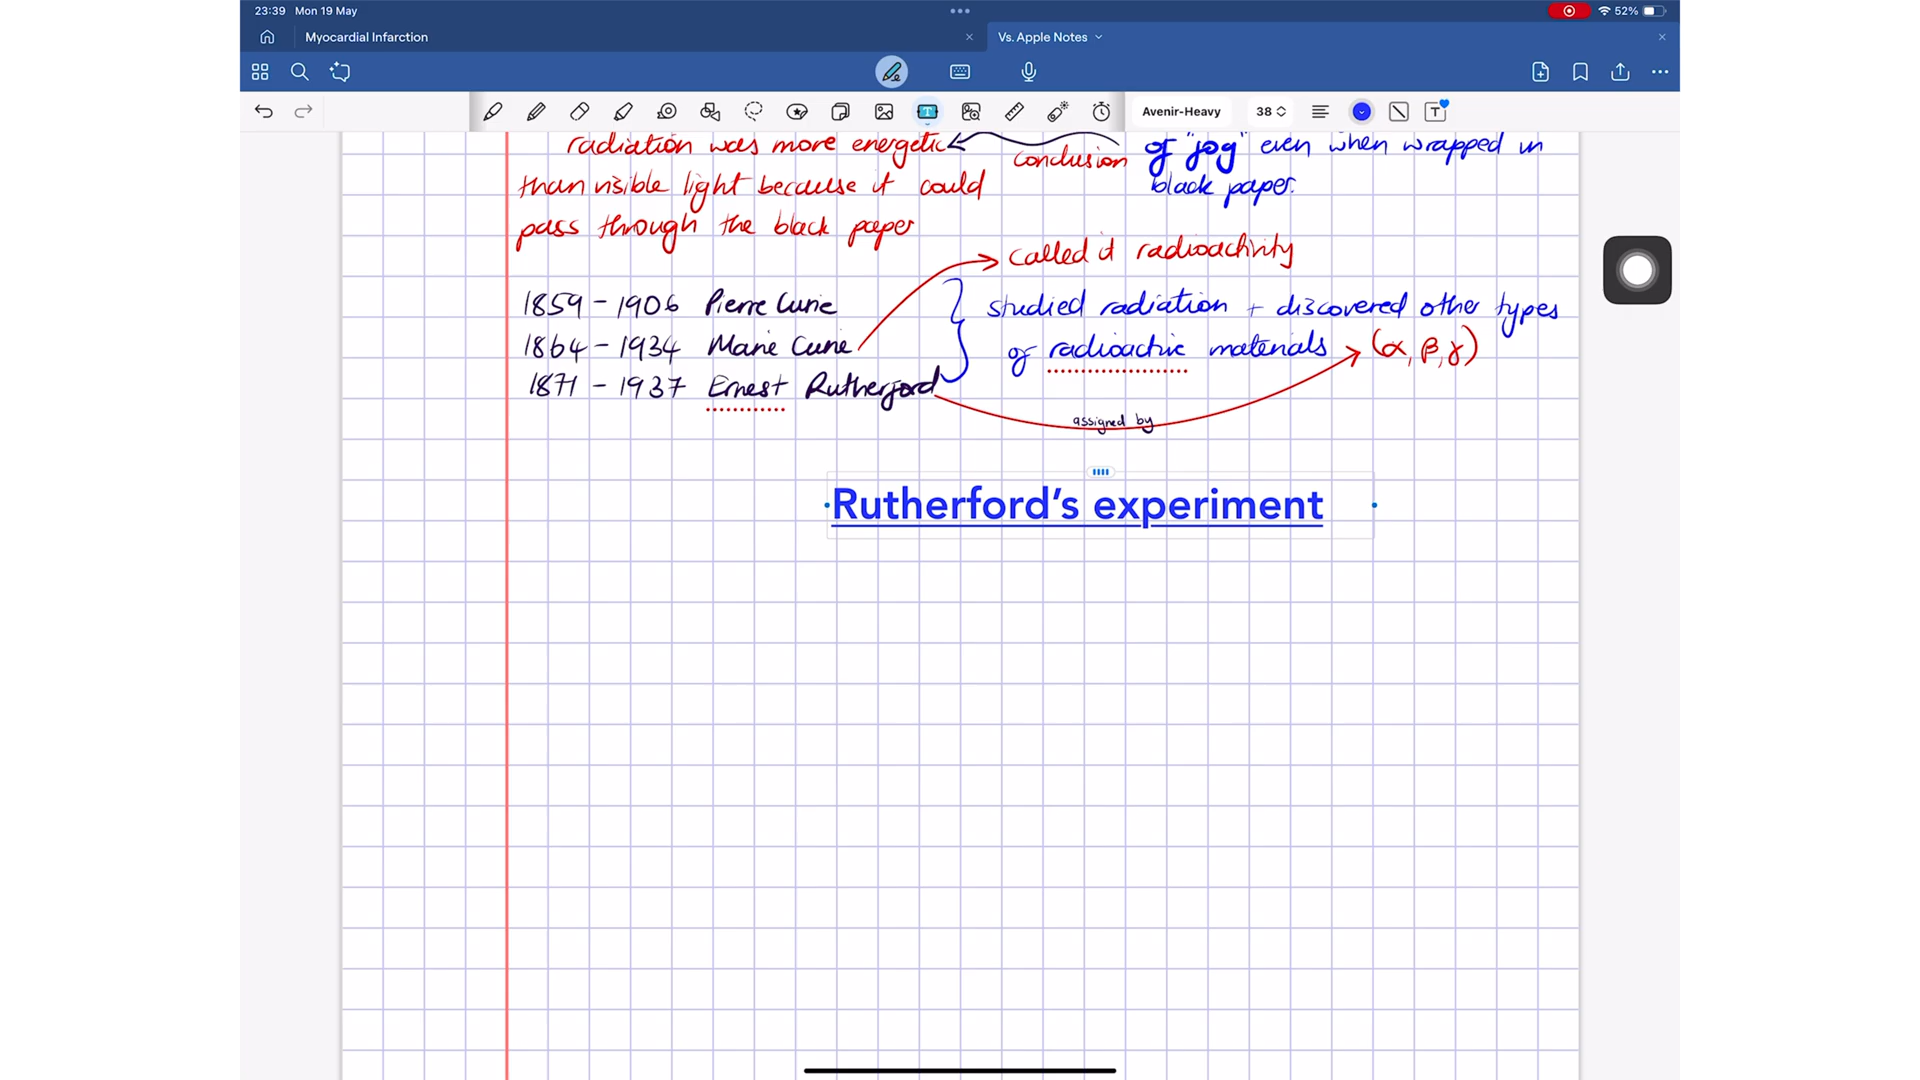 23:39 Mon 19 May
52%
Myocardial Infarction
Vs. Apple Notes
Avenir-Heavy
38
radiation was more energetic
conclusion
of "jog" even when wrapped in
than visible light because it could
black paper.
pass through the black paper
called it radioactivity
1859 - 1906 Pierre Curie
studied radiation + discovered other types
1864 - 1934 Marie Curie
of radioactive materials
(α, β, γ)
1871 - 1937 Ernest Rutherford
assigned by
Rutherford's experiment